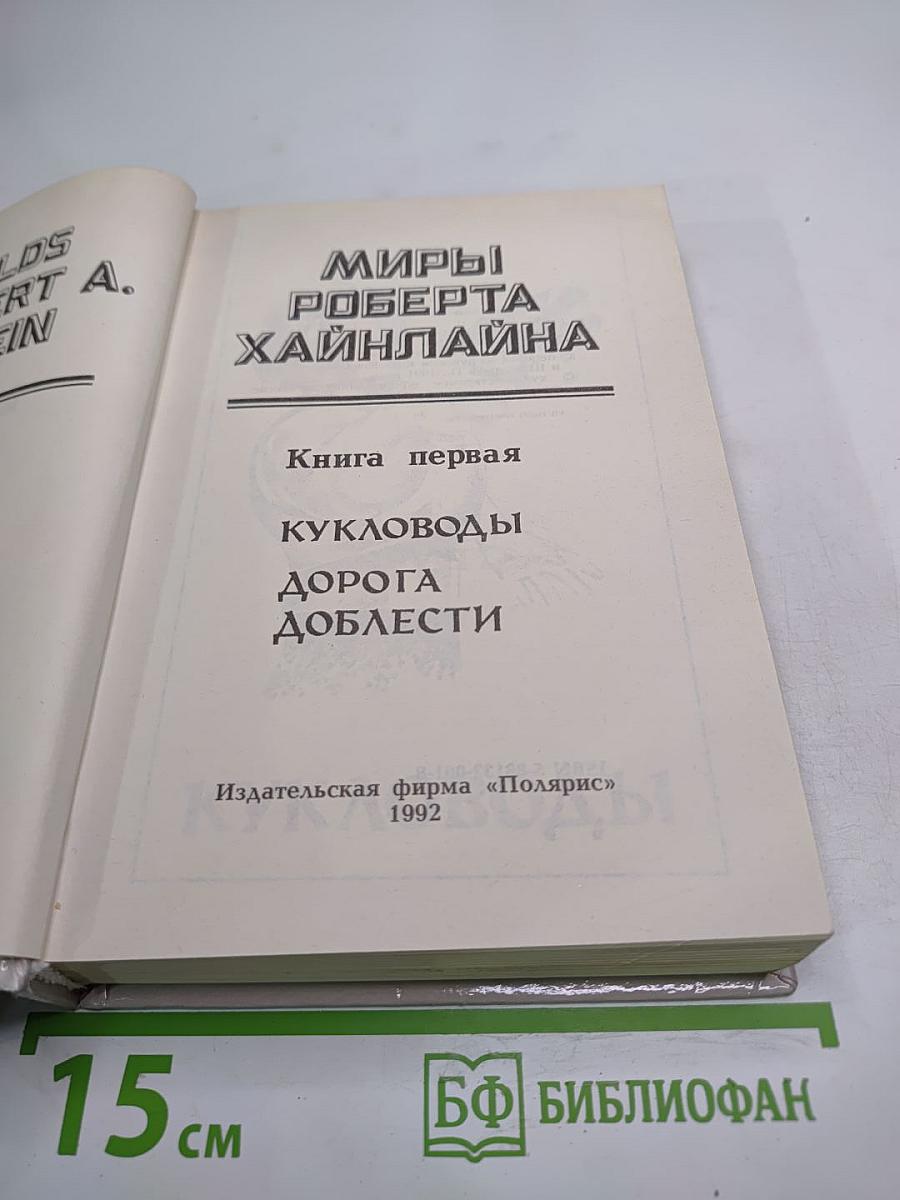 A.
МИРЫ
РОБЕРТА
ХАЙНЛАЙНА
Книга первая
КУКЛОВОДЫ
ДОРОГА
ДОБЛЕСТИ
Издательская фирма «Полярис»
1992
15 см
БФ БИБЛИОФАН